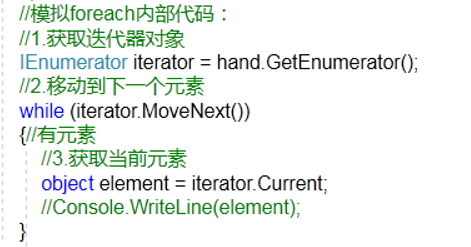 //模拟foreach内部代码：
//1.获取迭代器对象
IEnumerator iterator = hand.GetEnumerator();
//2.移动到下一个元素
while (iterator.MoveNext())
{//有元素
//3.获取当前元素
object element = iterator.Current;
//Console.WriteLine(element);
}